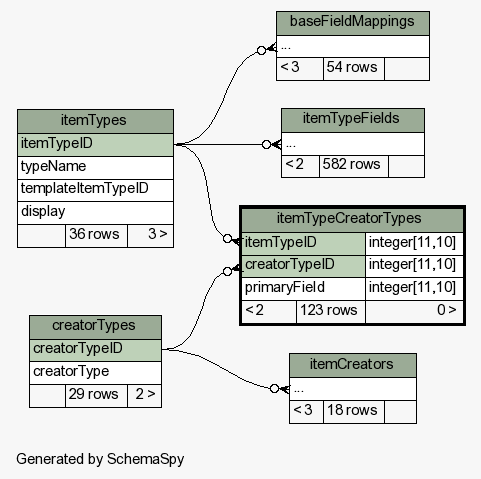 baseFieldMappings
...
< 3 54 rows
itemTypes
itemTypeID
typeName
templateItemTypeID
display
36 rows 3 >
itemTypeFields
...
< 2 582 rows
itemTypeCreatorTypes
itemTypeID integer[11,10]
creatorTypeID integer[11,10]
primaryField integer[11,10]
< 2 123 rows 0 >
creatorTypes
creatorTypeID
creatorType
29 rows 2 >
itemCreators
...
< 3 18 rows
Generated by SchemaSpy